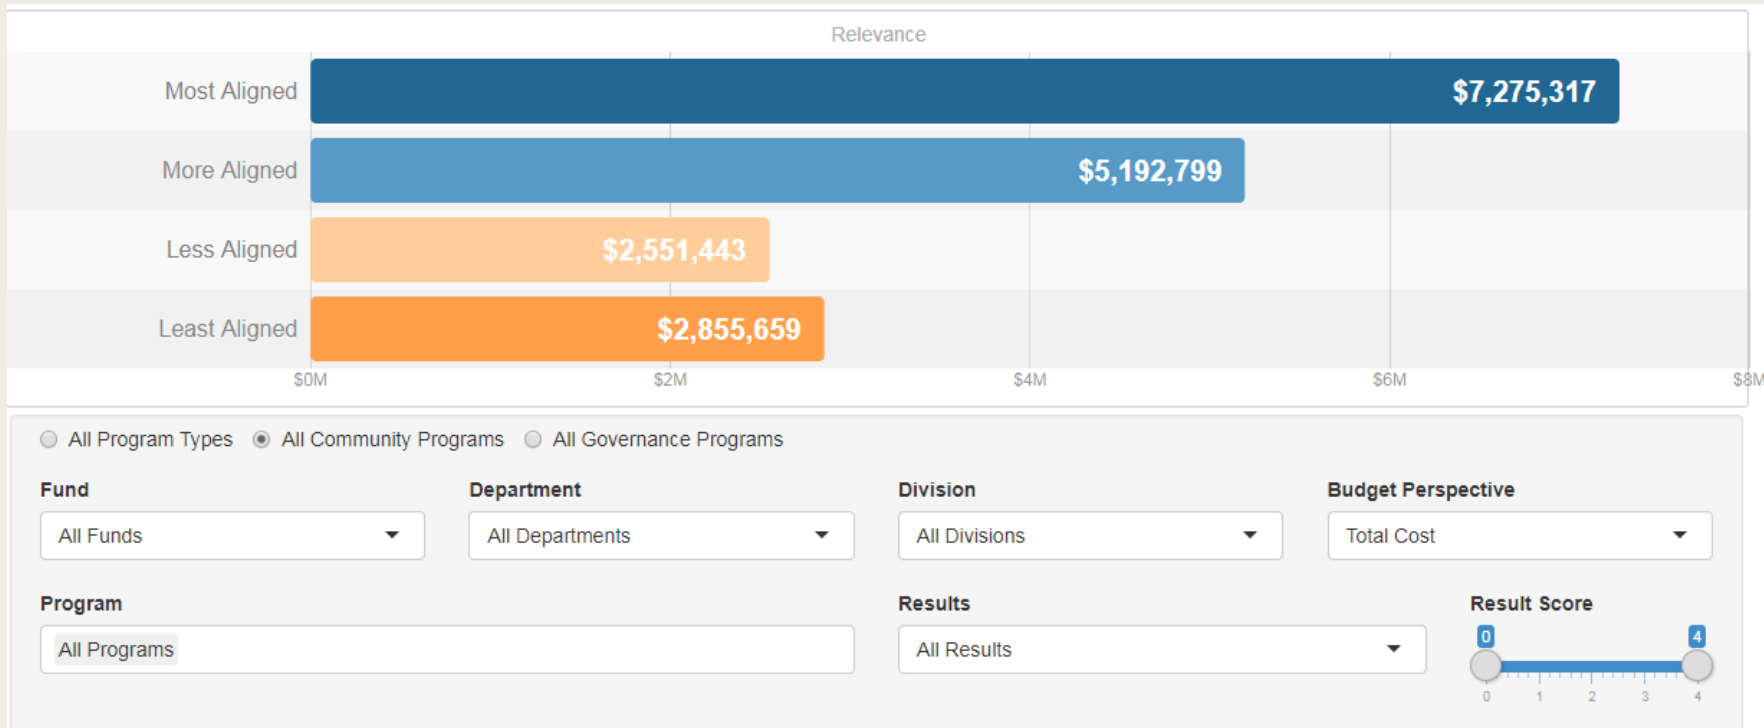 Relevance
Most Aligned $7,275,317
More Aligned $5,192,799
Less Aligned $2,551,443
Least Aligned $2,855,659
$0M $2M $4M $6M $8M
All Program Types All Community Programs All Governance Programs
Fund Department Division Budget Perspective
All Funds All Departments All Divisions Total Cost
Program Results Result Score
All Programs All Results 0 4
0 1 2 3 4